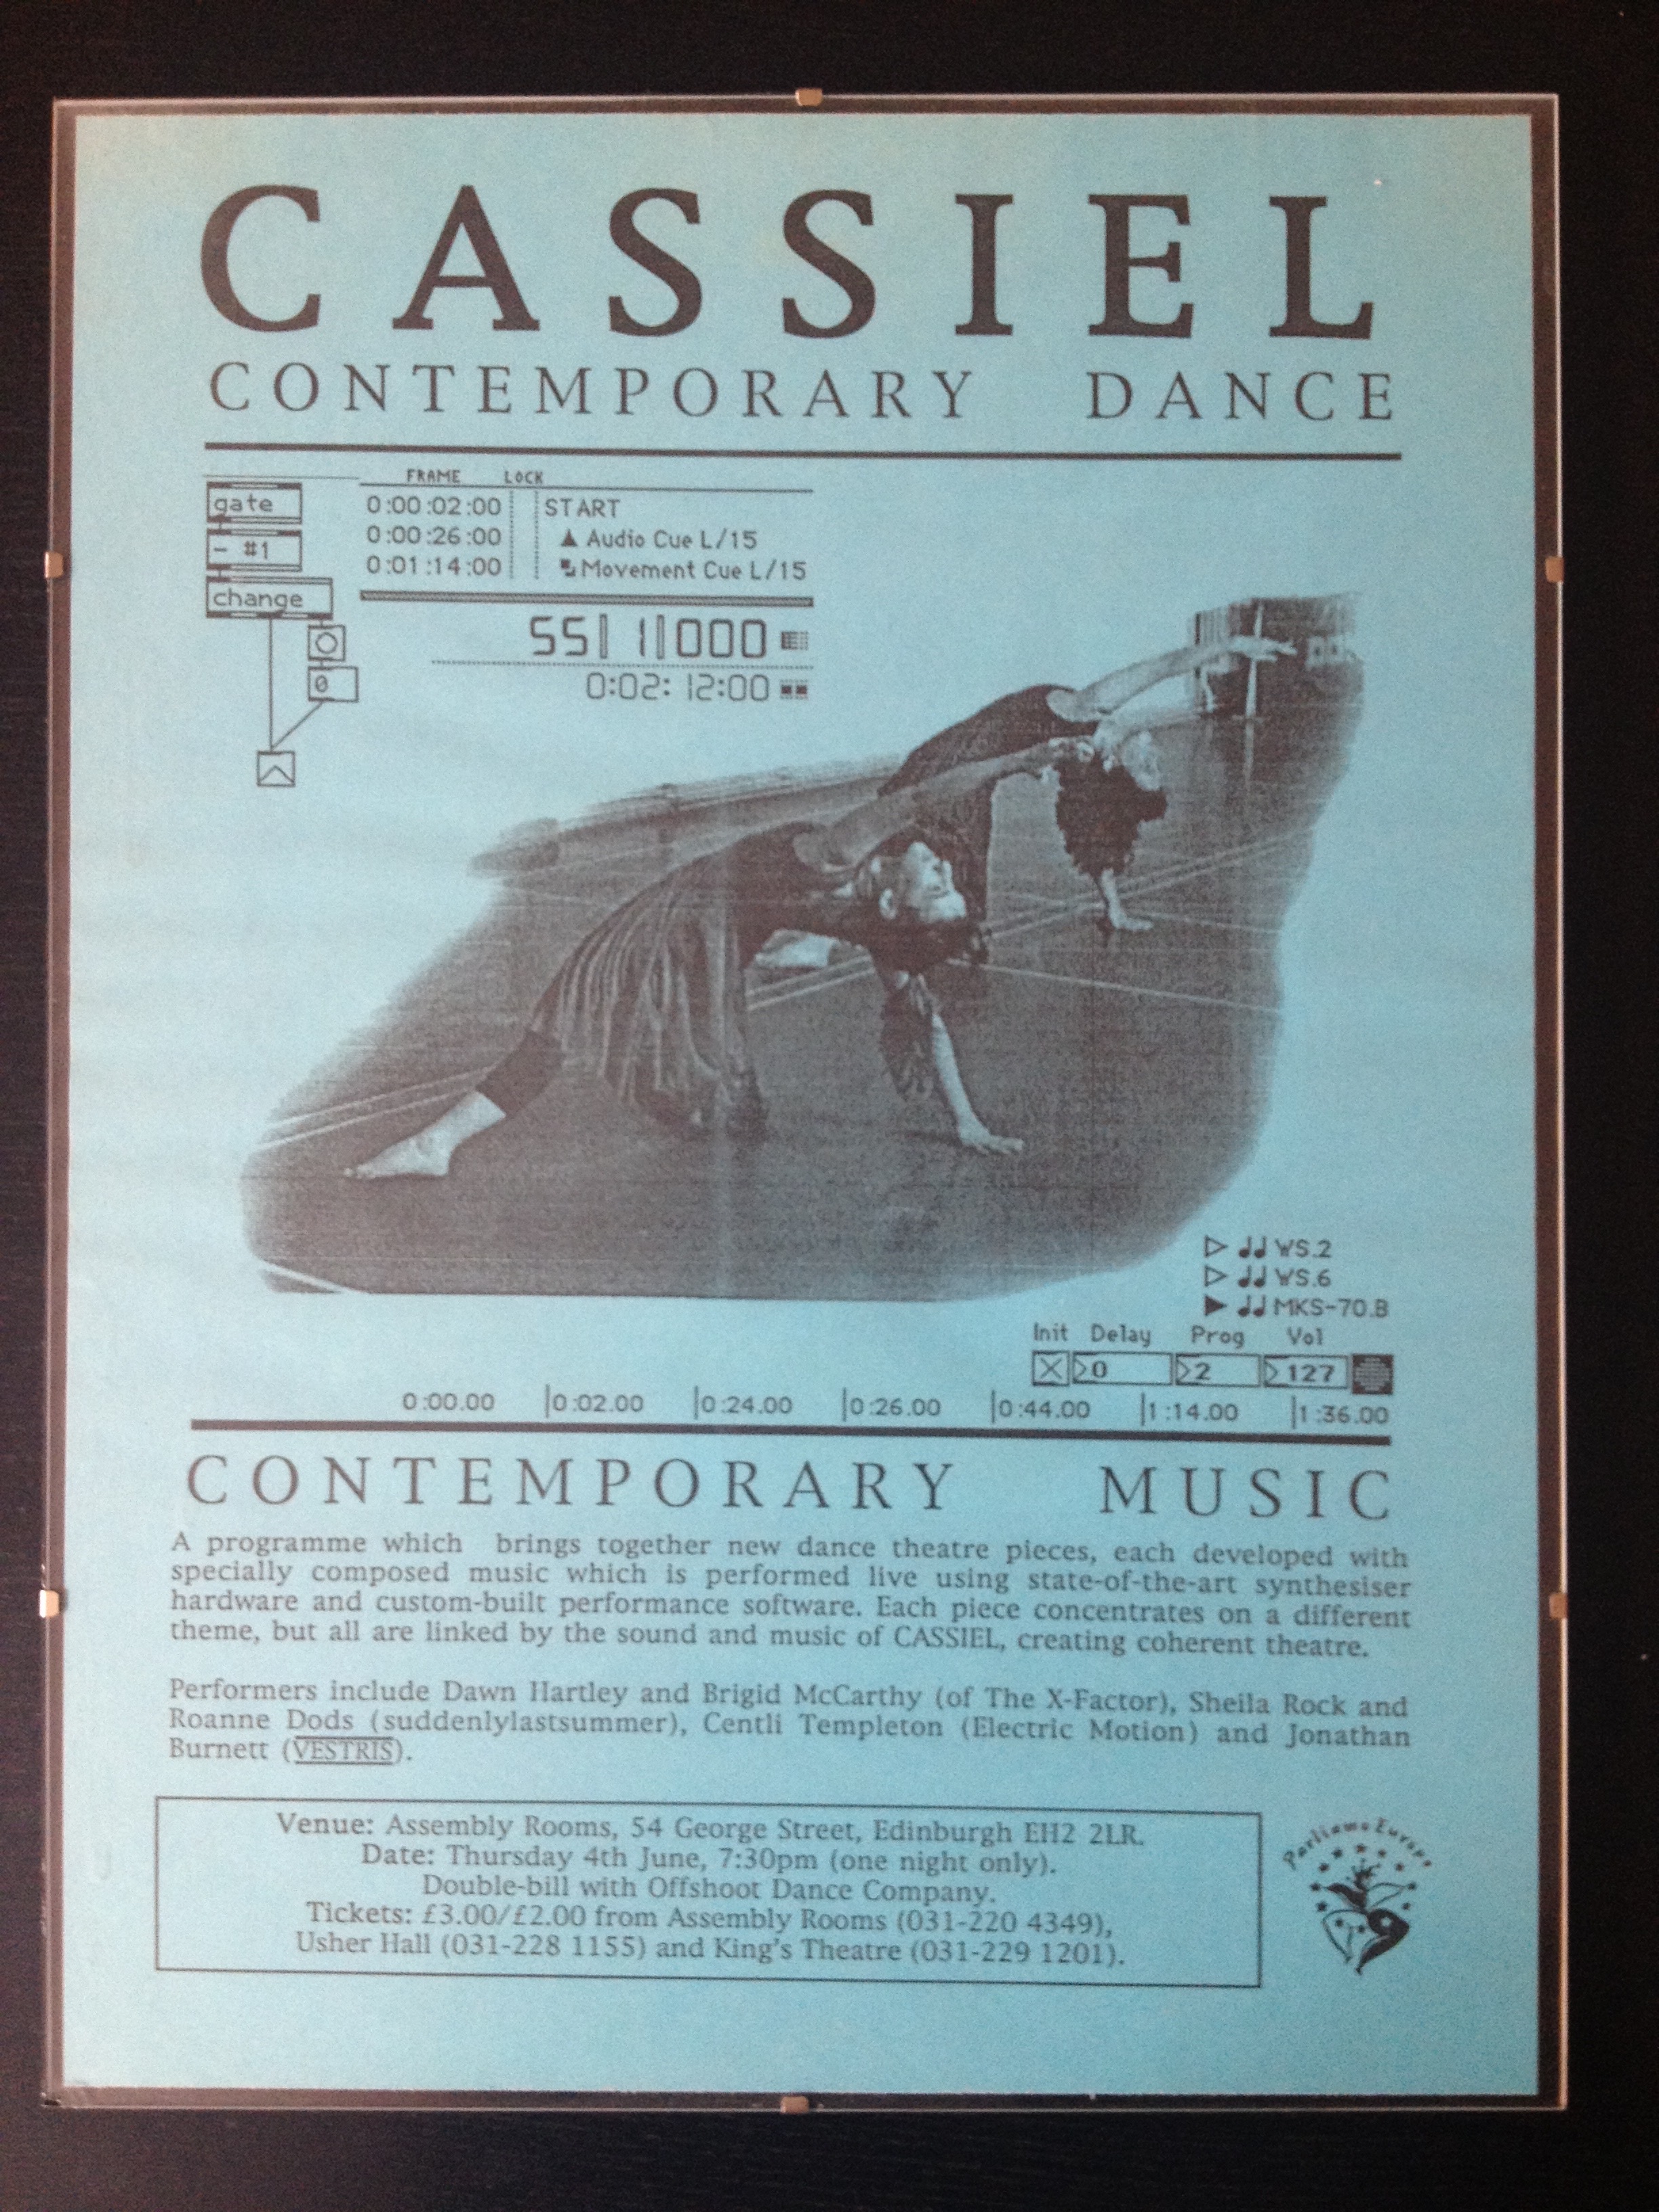 CASSIEL
CONTEMPORARY DANCE
FRAME LOCK
gate
- #1
change
0
0:00:02:00 START
0:00:26:00 ▲ Audio Cue L/15
0:01:14:00 Movement Cue L/15
55| 1|000
0:02:12:00
▷ ♩♩ WS.2
▷ ♩♩ WS.6
▶ ♩♩ MKS-70.B
Init Delay Prog Vol
0 2 127
0:00.00 |0:02.00 |0:24.00 |0:26.00 |0:44.00 |1:14.00 |1:36.00
CONTEMPORARY MUSIC
A programme which brings together new dance theatre pieces, each developed with
specially composed music which is performed live using state-of-the-art synthesiser
hardware and custom-built performance software. Each piece concentrates on a different
theme, but all are linked by the sound and music of CASSIEL, creating coherent theatre.
Performers include Dawn Hartley and Brigid McCarthy (of The X-Factor), Sheila Rock and
Roanne Dods (suddenlylastsummer), Centli Templeton (Electric Motion) and Jonathan
Burnett (VESTRIS).
Venue: Assembly Rooms, 54 George Street, Edinburgh EH2 2LR.
Date: Thursday 4th June, 7:30pm (one night only).
Double-bill with Offshoot Dance Company.
Tickets: £3.00/£2.00 from Assembly Rooms (031-220 4349),
Usher Hall (031-228 1155) and King's Theatre (031-229 1201).